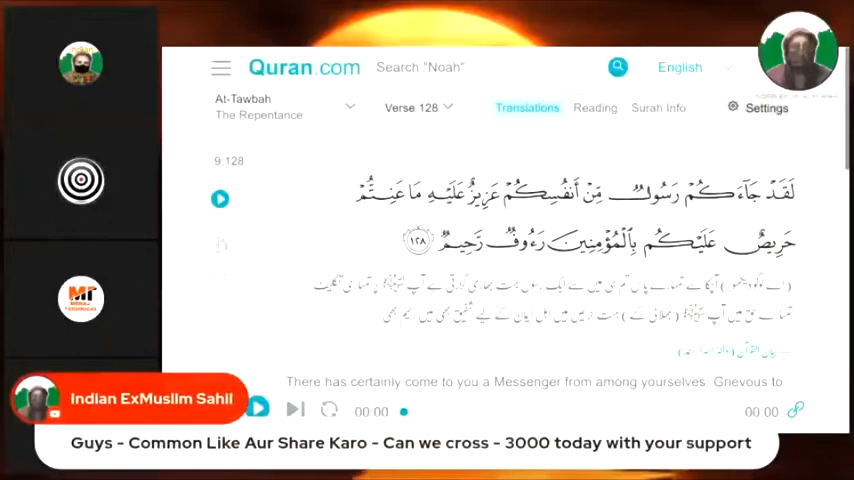 Quran.com
Search "Noah"
English
At-Tawbah
The Repentance
Verse 128
Translations
Reading
Surah Info
Settings
9:128
لَقَدْ جَآءَكُمْ رَسُولٌ مِّنْ أَنفُسِكُمْ عَزِيزٌ عَلَيْهِ مَا عَنِتُّمْ
حَرِيصٌ عَلَيْكُم بِٱلْمُؤْمِنِينَ رَءُوفٌ رَّحِيمٌ ١٢٨
There has certainly come to you a Messenger from among yourselves. Grievous to
00:00
00:00
MT
TECHNICAL
Indian ExMuslim Sahil
Guys - Common Like Aur Share Karo - Can we cross - 3000 today with your support